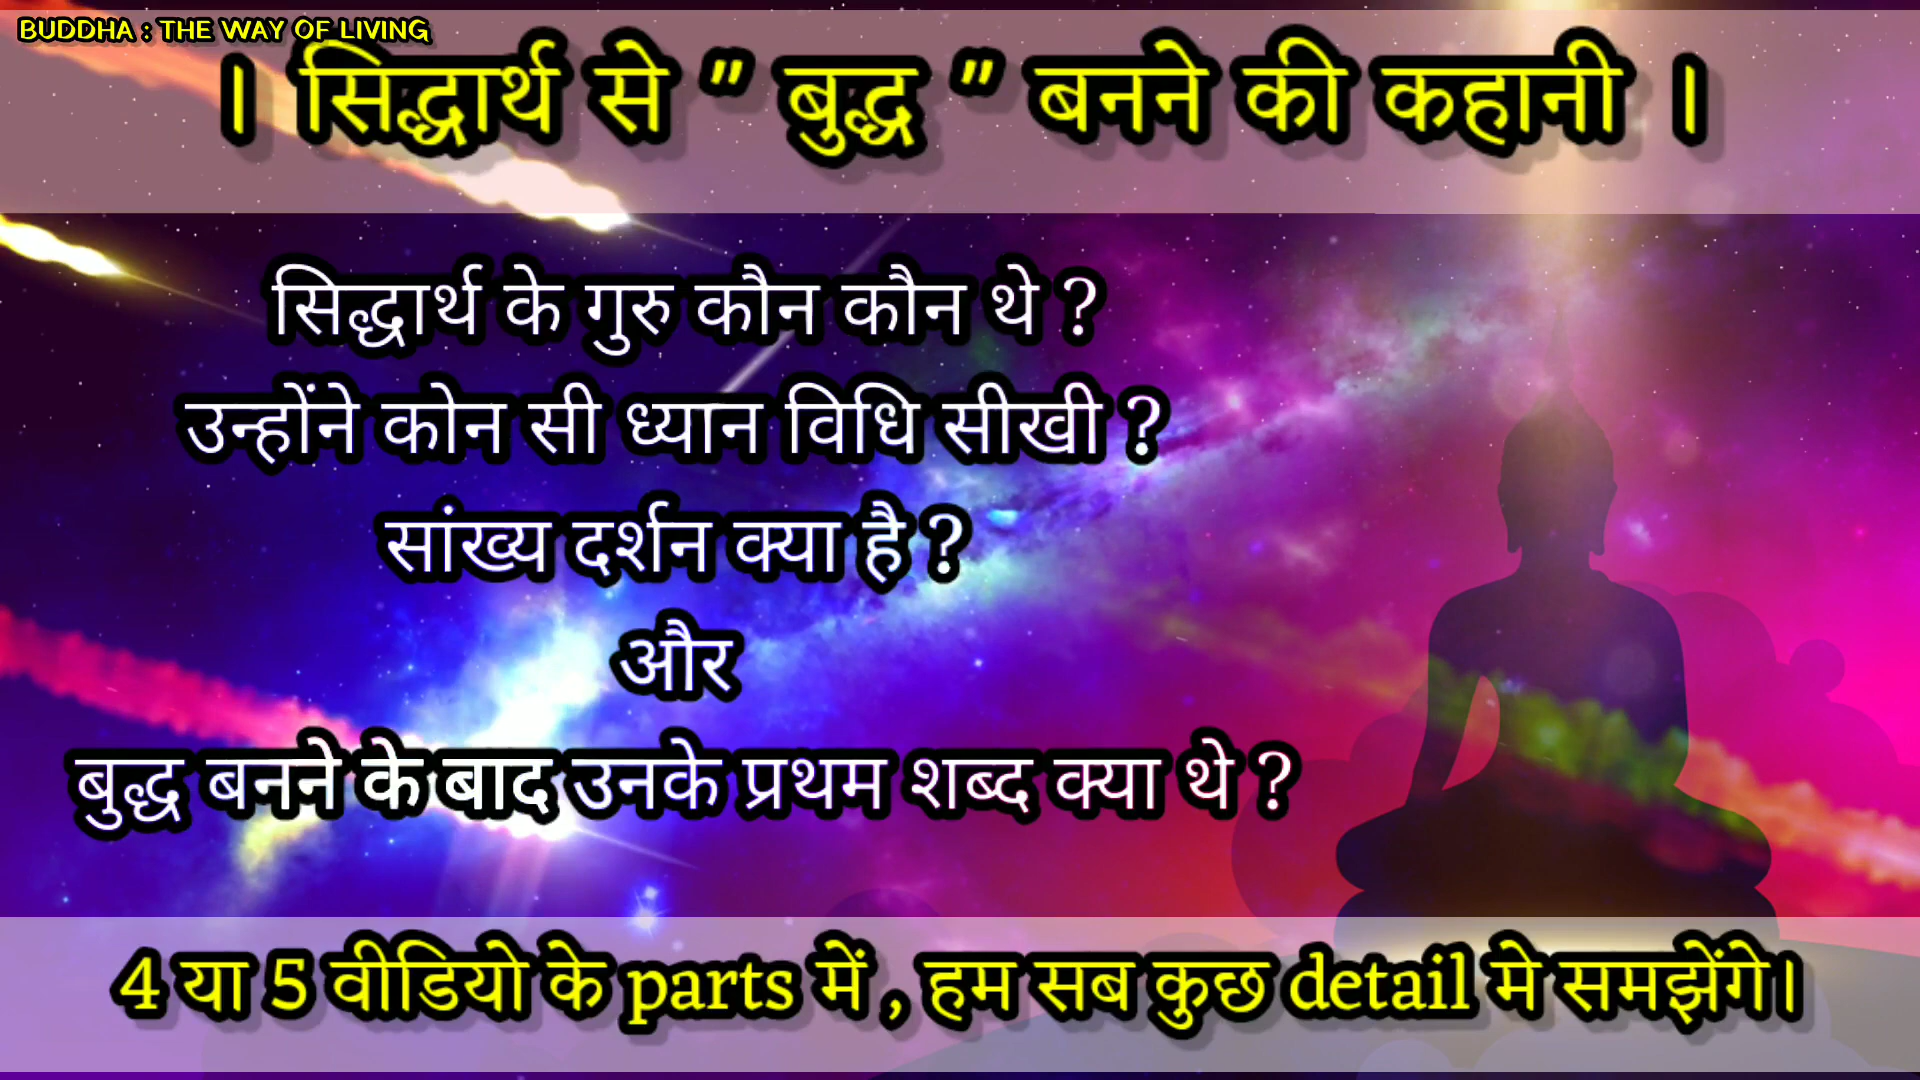 BUDDHA : THE WAY OF LIVING
। सिद्धार्थ से " बुद्ध " बनने की कहानी ।
सिद्धार्थ के गुरु कौन कौन थे ?
उन्होंने कोन सी ध्यान विधि सीखी ?
सांख्य दर्शन क्या है ?
और
बुद्ध बनने के बाद उनके प्रथम शब्द क्या थे ?
4 या 5 वीडियो के parts में , हम सब कुछ detail मे समझेंगे।